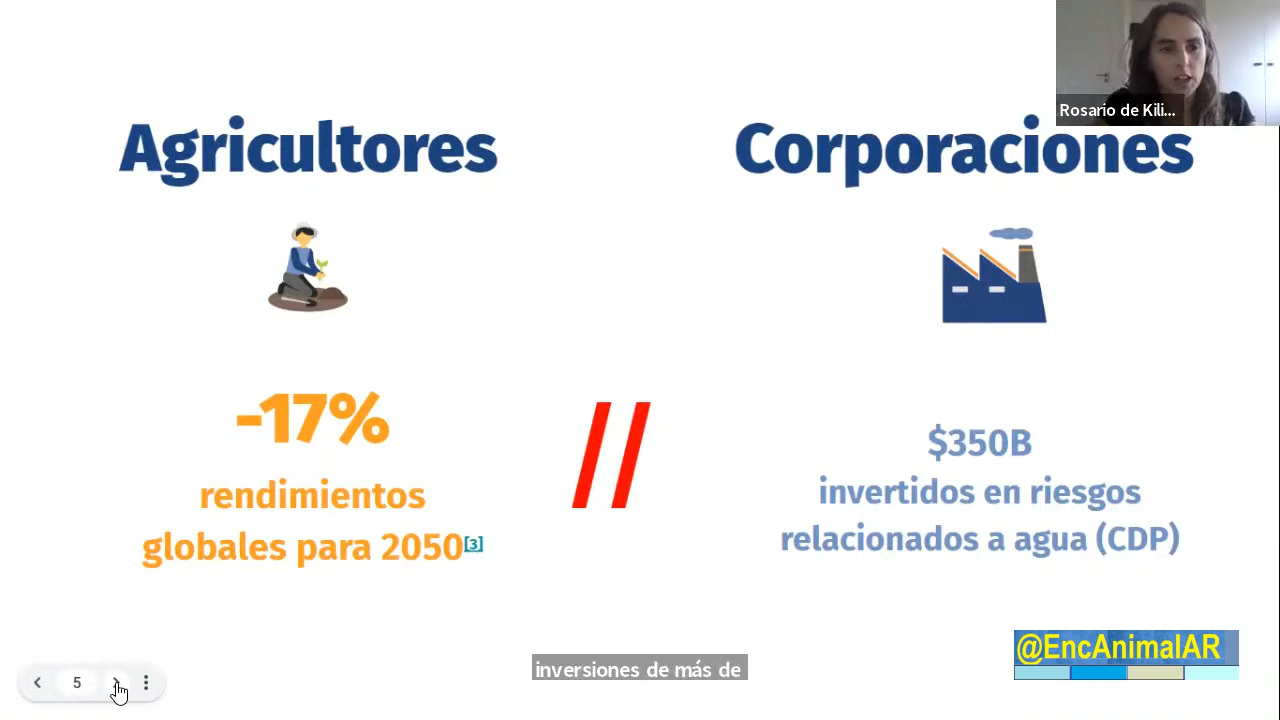 Rosario de Kili...
Agricultores
Corporaciones
-17%
rendimientos
globales para 2050[3]
//
$350B
invertidos en riesgos
relacionados a agua (CDP)
@EncAnimalAR
inversiones de más de
5